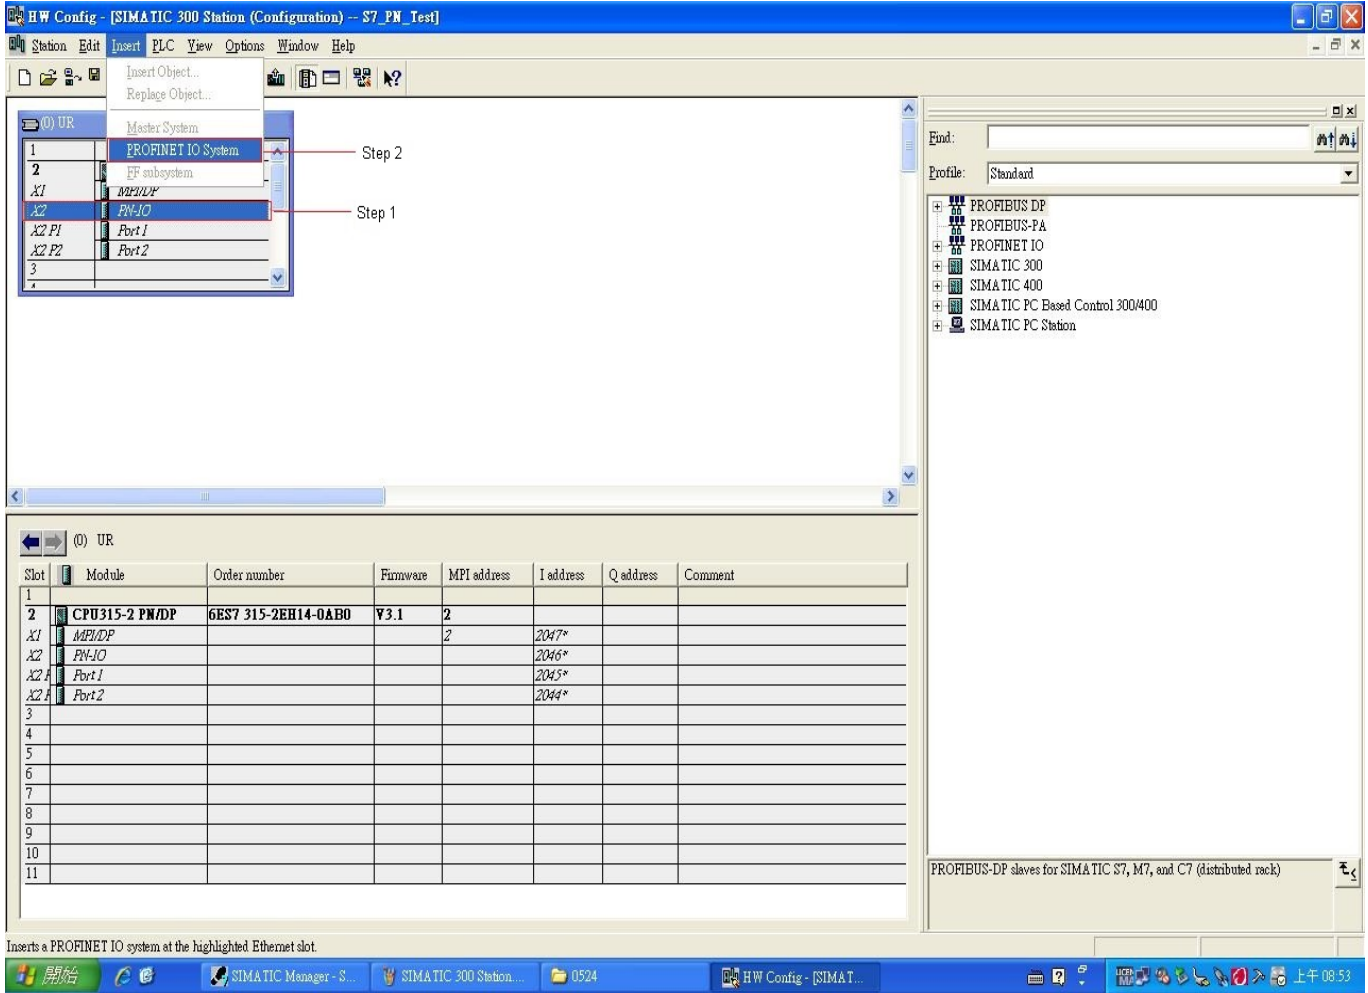 HW Config - [SIMATIC 300 Station (Configuration) -- S7_PN_Test]
Station Edit Insert PLC View Options Window Help
Insert Object...
Replace Object...
Master System
PROFINET IO System
FF subsystem
Step 2
Step 1
(0) UR
1
2
X1 MPI/DP
X2 PN-IO
X2 P1 Port 1
X2 P2 Port 2
3
4
Find:
Profile: Standard
PROFIBUS DP
PROFIBUS-PA
PROFINET IO
SIMATIC 300
SIMATIC 400
SIMATIC PC Based Control 300/400
SIMATIC PC Station
(0) UR
Slot Module Order number Firmware MPI address I address Q address Comment
1
2 CPU315-2 PN/DP 6ES7 315-2EH14-0AB0 V3.1 2
X1 MPI/DP 2 2047*
X2 PN-IO 2046*
X2 P Port 1 2045*
X2 P Port 2 2044*
3
4
5
6
7
8
9
10
11
PROFIBUS-DP slaves for SIMATIC S7, M7, and C7 (distributed rack)
Inserts a PROFINET IO system at the highlighted Ethernet slot.
開始 SIMATIC Manager - S... SIMATIC 300 Station.... 0524 HW Config - [SIMAT... 上午 08:53